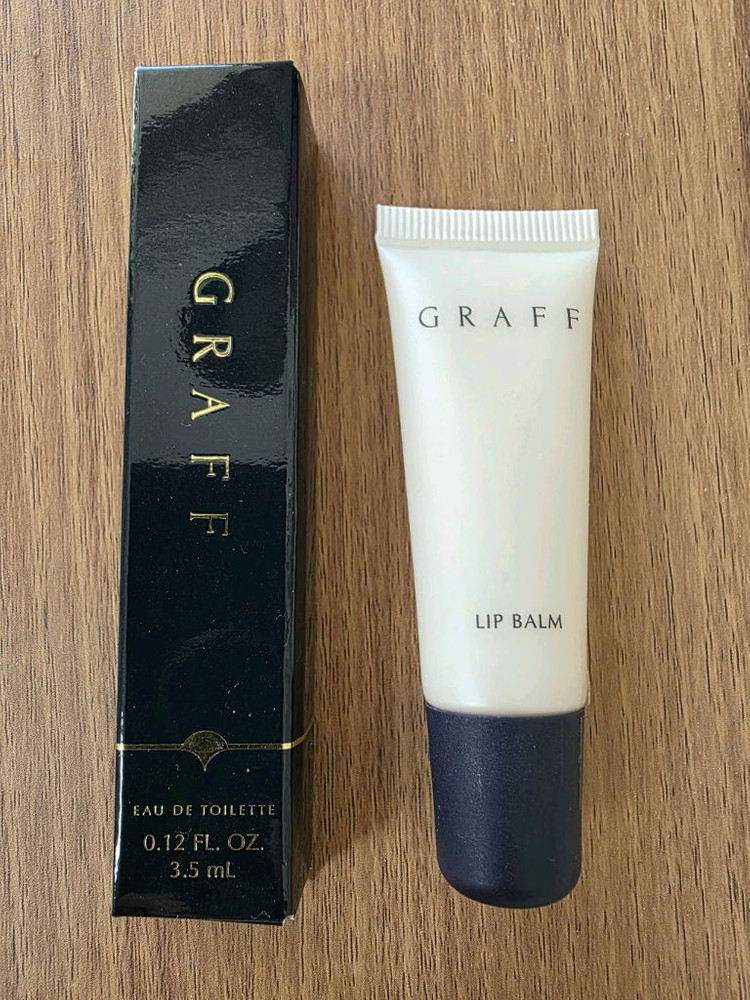 GRAFF
EAU DE TOILETTE
0.12 FL. OZ.
3.5 mL
GRAFF
LIP BALM